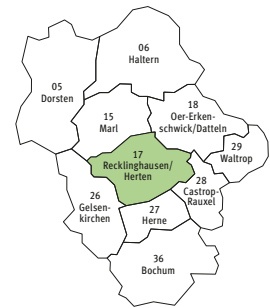 06
Haltern
05
Dorsten
18
Oer-Erken-
schwick/Datteln
15
Marl
29
Waltrop
17
Recklinghausen/
Herten
28
Castrop-
Rauxel
26
Gelsen-
kirchen
27
Herne
36
Bochum